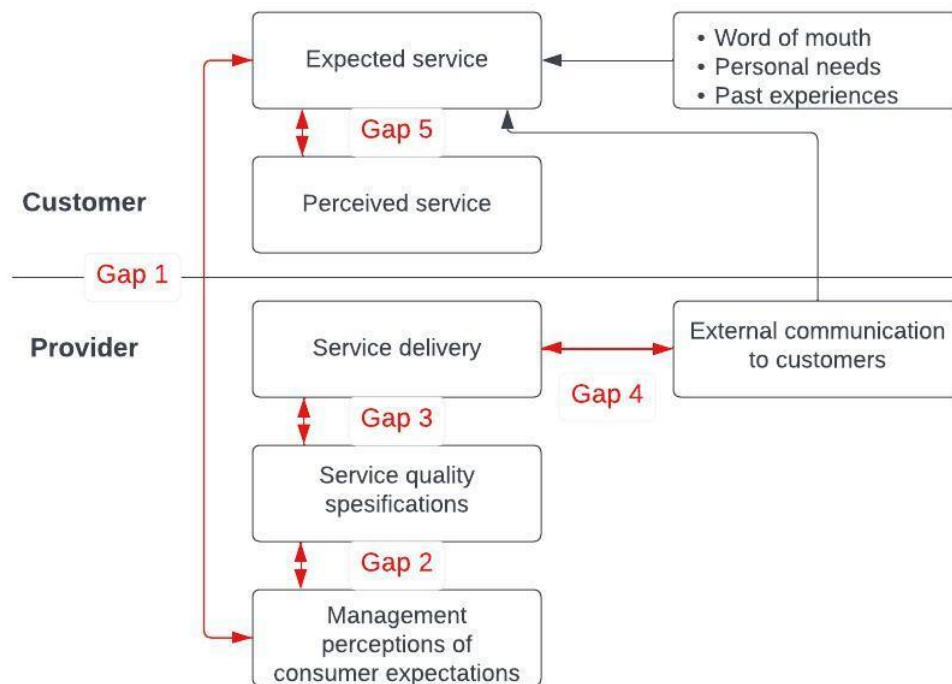 Expected service
• Word of mouth
• Personal needs
• Past experiences
Gap 5
Customer
Perceived service
Gap 1
Provider
Service delivery
External communication
to customers
Gap 4
Gap 3
Service quality
spesifications
Gap 2
Management
perceptions of
consumer expectations